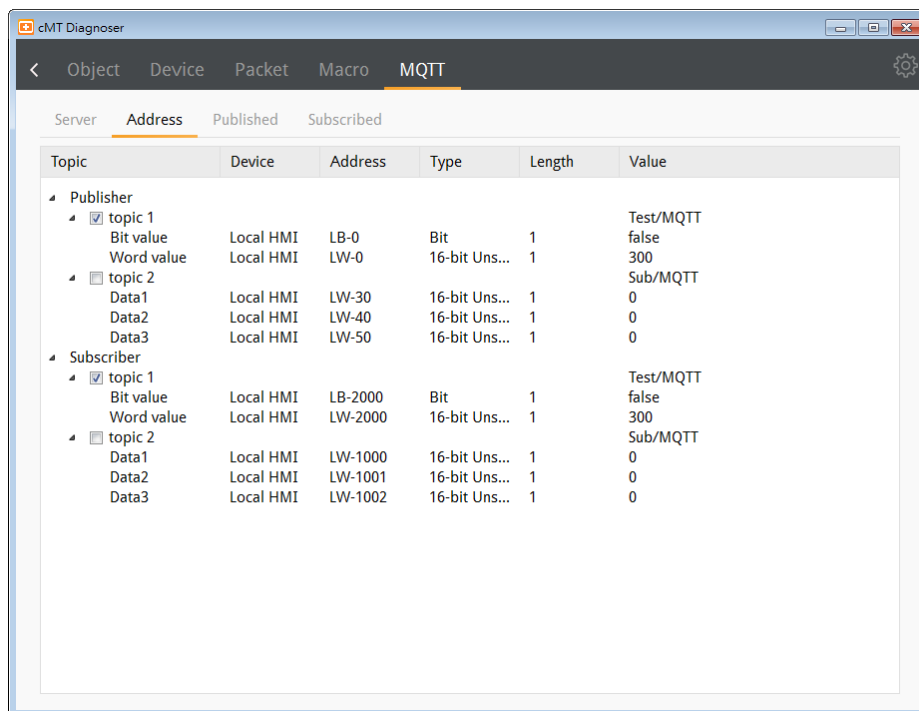 cMT Diagnoser
Object Device Packet Macro MQTT
Server Address Published Subscribed
Topic Device Address Type Length Value
Publisher
topic 1 Test/MQTT
Bit value Local HMI LB-0 Bit 1 false
Word value Local HMI LW-0 16-bit Uns... 1 300
topic 2 Sub/MQTT
Data1 Local HMI LW-30 16-bit Uns... 1 0
Data2 Local HMI LW-40 16-bit Uns... 1 0
Data3 Local HMI LW-50 16-bit Uns... 1 0
Subscriber
topic 1 Test/MQTT
Bit value Local HMI LB-2000 Bit 1 false
Word value Local HMI LW-2000 16-bit Uns... 1 300
topic 2 Sub/MQTT
Data1 Local HMI LW-1000 16-bit Uns... 1 0
Data2 Local HMI LW-1001 16-bit Uns... 1 0
Data3 Local HMI LW-1002 16-bit Uns... 1 0